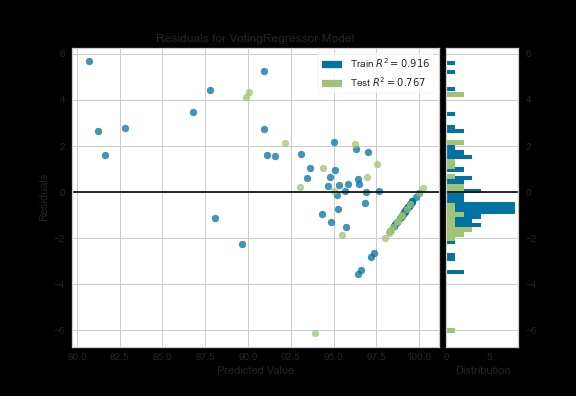 Residuals for VotingRegressor Model
Train R² = 0.916
Test R² = 0.767
Residuals
6
4
2
0
−2
−4
−6
80.0 82.5 85.0 87.5 90.0 92.5 95.0 97.5 100.0
Predicted Value
6
4
2
0
−2
−4
−6
0 5
Distribution